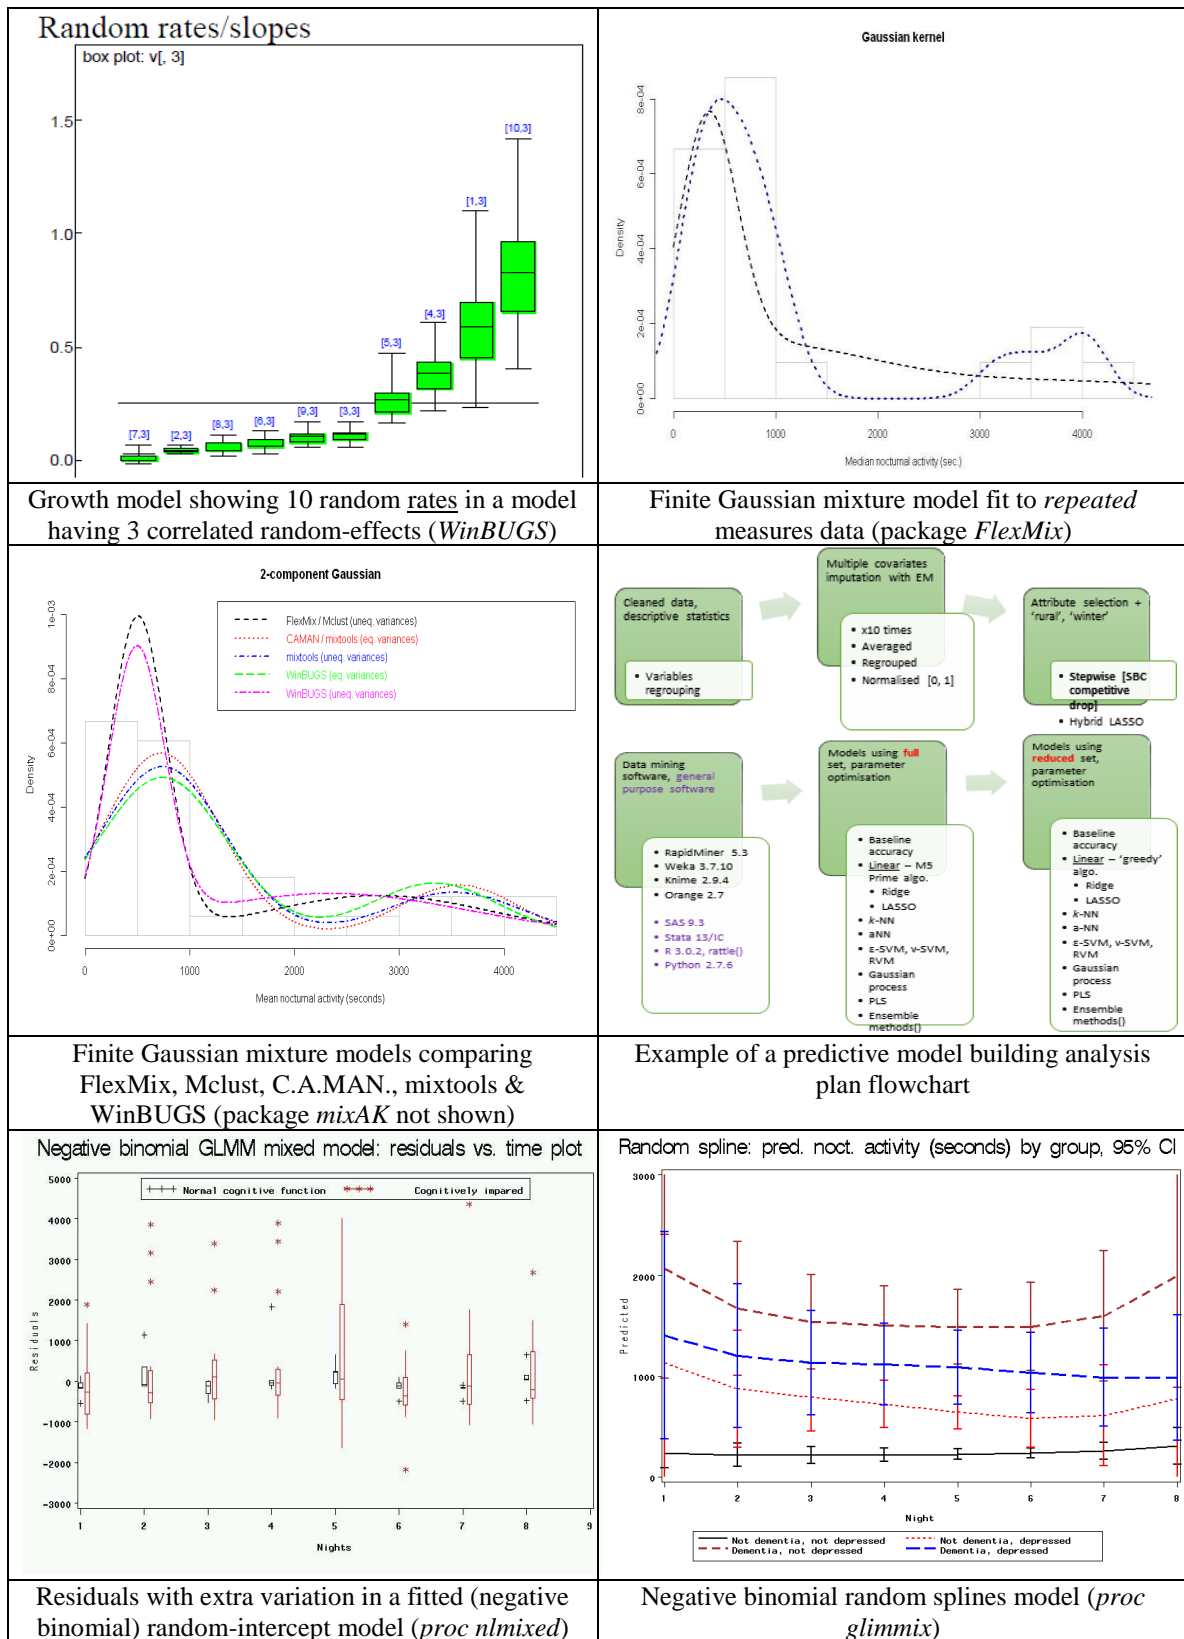 Random rates/slopes
box plot: v[, 3]
1.5
1.0
0.5
0.0
[7,3]
[2,3]
[8,3]
[6,3]
[9,3]
[3,3]
[5,3]
[4,3]
[1,3]
[10,3]
Growth model showing 10 random rates in a model
having 3 correlated random-effects (WinBUGS)
Gaussian kernel
Density
8e-04
6e-04
4e-04
2e-04
0e+00
0
1000
2000
3000
4000
Median nocturnal activity (sec.)
Finite Gaussian mixture model fit to repeated
measures data (package FlexMix)
2-component Gaussian
FlexMix / Mclust (uneq. variances)
CAMAN / mixtools (eq. variances)
mixtools (uneq. variances)
WinBUGS (eq. variances)
WinBUGS (uneq. variances)
Density
1e-03
8e-04
6e-04
4e-04
2e-04
0e+00
0
1000
2000
3000
4000
Mean nocturnal activity (seconds)
Finite Gaussian mixture models comparing
FlexMix, Mclust, C.A.MAN., mixtools &
WinBUGS (package mixAK not shown)
Cleaned data,
descriptive statistics
▪ Variables
regrouping
Multiple covariates
imputation with EM
▪ x10 times
▪ Averaged
▪ Regrouped
▪ Normalised [0, 1]
Attribute selection +
‘rural’, ‘winter’
▪ Stepwise [SBC
competitive
drop]
▪ Hybrid LASSO
Data mining
software, general
purpose software
▪ RapidMiner 5.3
▪ Weka 3.7.10
▪ Knime 2.9.4
▪ Orange 2.7
▪ SAS 9.3
▪ Stata 13/IC
▪ R 3.0.2, rattle()
▪ Python 2.7.6
Models using full
set, parameter
optimisation
▪ Baseline
accuracy
▪ Linear – M5
Prime algo.
▪ Ridge
▪ LASSO
▪ k-NN
▪ aNN
▪ ε-SVM, ν-SVM,
RVM
▪ Gaussian
process
▪ PLS
▪ Ensemble
methods()
Models using
reduced set,
parameter
optimisation
▪ Baseline
accuracy
▪ Linear – ‘greedy’
algo.
▪ Ridge
▪ LASSO
▪ k-NN
▪ a-NN
▪ ε-SVM, ν-SVM,
RVM
▪ Gaussian
process
▪ PLS
▪ Ensemble
methods()
Example of a predictive model building analysis
plan flowchart
Negative binomial GLMM mixed model: residuals vs. time plot
Normal cognitive function
Cognitively impared
Residuals
5000
4000
3000
2000
1000
0
-1000
-2000
-3000
1
2
3
4
5
6
7
8
9
Nights
Residuals with extra variation in a fitted (negative
binomial) random-intercept model (proc nlmixed)
Random spline: pred. noct. activity (seconds) by group, 95% CI
Predicted
3000
2000
1000
0
1
2
3
4
5
6
7
8
Night
Not dementia, not depressed
Not dementia, depressed
Dementia, not depressed
Dementia, depressed
Negative binomial random splines model (proc
glimmix)